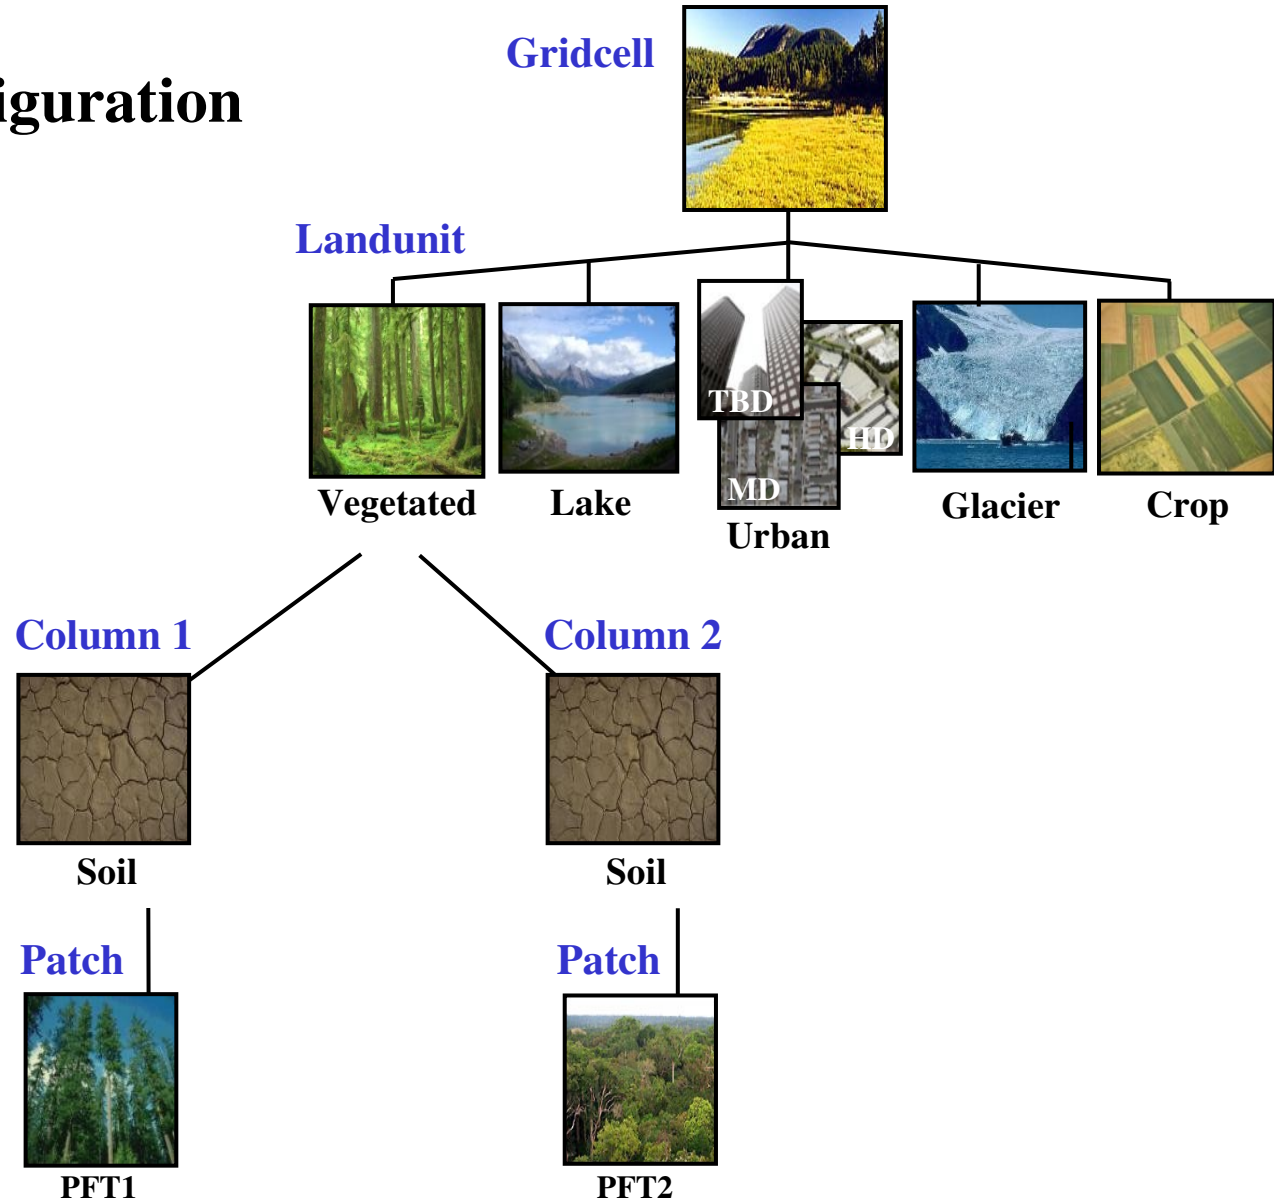 Gridcell
iguration
Landunit
TBD
HD
MD
Vegetated
Lake
Urban
Glacier
Crop
Column 1
Column 2
Soil
Soil
Patch
Patch
PFT1
PFT2